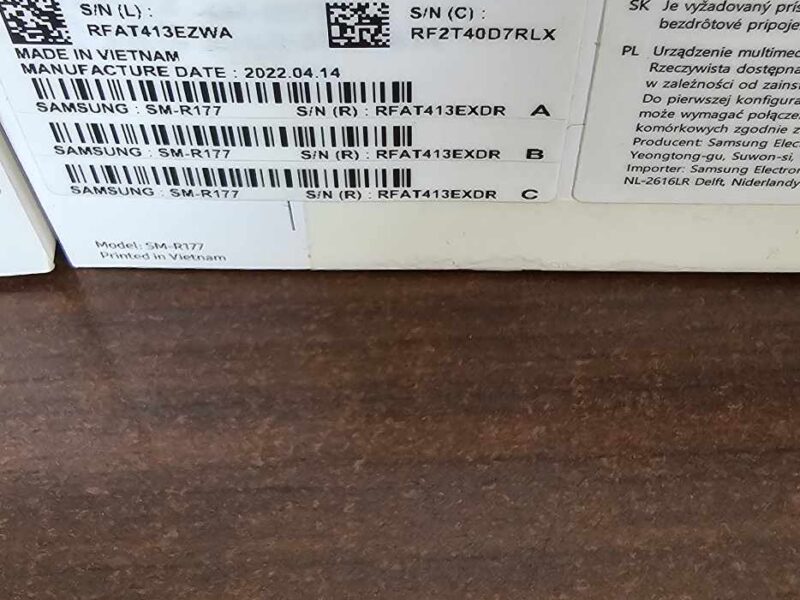 S/N (L) :
RFAT413EZWA
S/N (C) :
RF2T40D7RLX
MADE IN VIETNAM
MANUFACTURE DATE : 2022.04.14
SAMSUNG : SM-R177 S/N (R) : RFAT413EXDR A
SAMSUNG : SM-R177 S/N (R) : RFAT413EXDR B
SAMSUNG : SM-R177 S/N (R) : RFAT413EXDR C
Model: SM-R177
Printed in Vietnam
SK Je vyžadovaný
bezdrôtové pripoje
PL Urządzenie multimed
Rzeczywista dostępna
w zależności od zains
Do pierwszej konfigura
może wymagać połącze
komórkowych zgodnie z
Producent: Samsung Elec
Yeongtong-gu, Suwon-si,
Importer: Samsung Electron
NL-2616LR Delft, Niderlandy